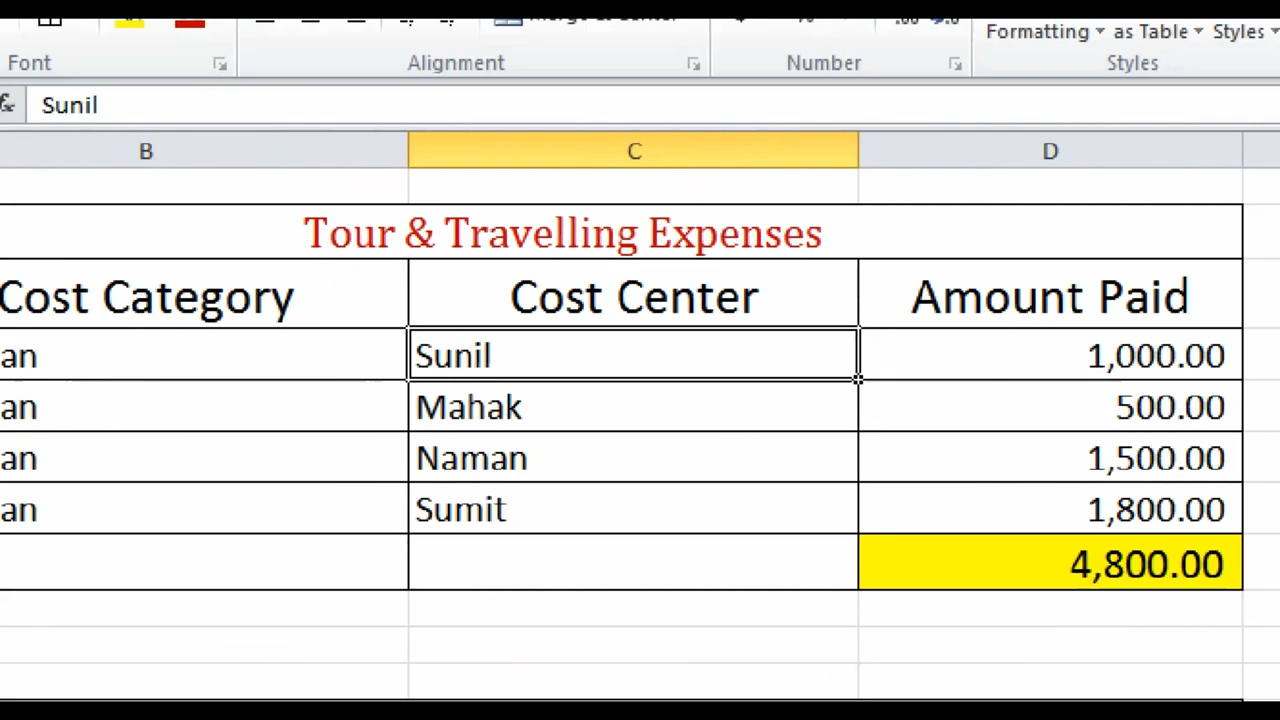 Formatting as Table Styles
Font Alignment Number Styles
fx Sunil
B C D
Tour & Travelling Expenses
Cost Category Cost Center Amount Paid
an Sunil 1,000.00
an Mahak 500.00
an Naman 1,500.00
an Sumit 1,800.00
4,800.00